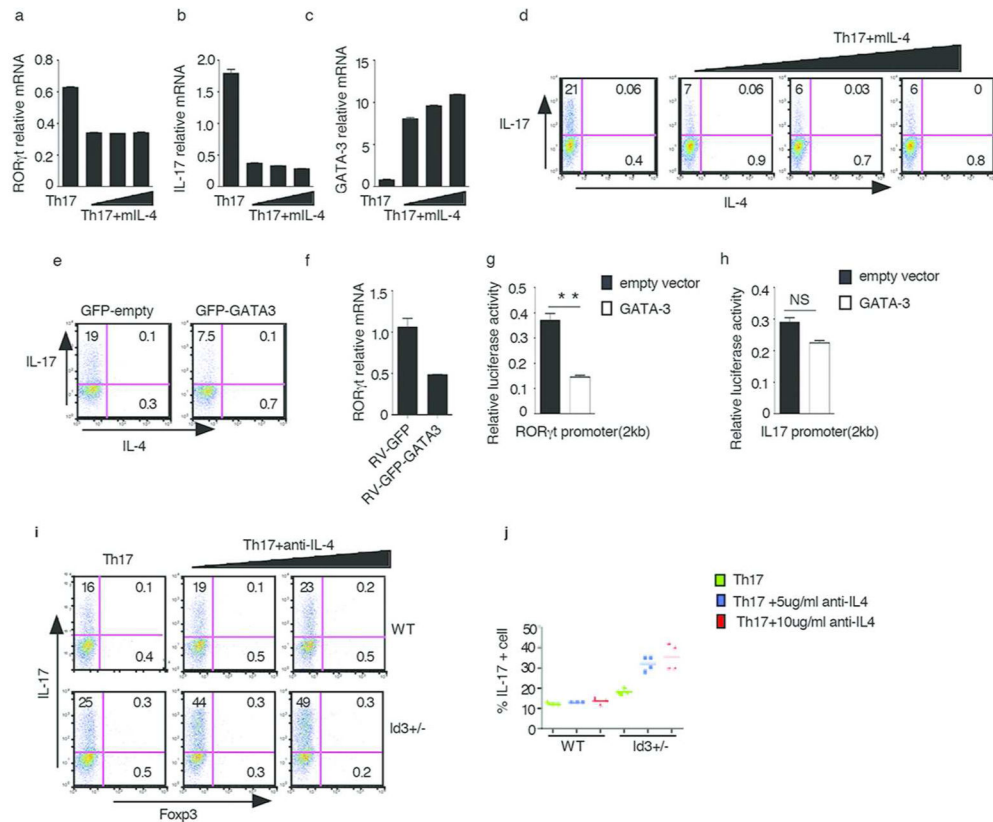 a
RORγt relative mRNA
0.8
0.6
0.4
0.2
0
Th17
Th17+mIL-4
b
IL-17 relative mRNA
2.0
1.5
1.0
0.5
0.0
Th17
Th17+mIL-4
c
GATA-3 relative mRNA
15
10
5
0
Th17
Th17+mIL-4
d
Th17+mIL-4
IL-17
21 0.06
0.4
7 0.06
0.9
6 0.03
0.7
6 0
0.8
IL-4
e
GFP-empty
GFP-GATA3
IL-17
19 0.1
0.3
7.5 0.1
0.7
IL-4
f
RORγt relative mRNA
1.5
1.0
0.5
0.0
RV-GFP
RV-GFP-GATA3
g
empty vector
GATA-3
Relative luciferase activity
0.5
0.4
0.3
0.2
0.1
0
* *
RORγt promoter(2kb)
h
empty vector
GATA-3
Relative luciferase activity
0.4
0.3
0.2
0.1
0
NS
IL17 promoter(2kb)
i
Th17
Th17+anti-IL-4
IL-17
16 0.1
0.4
19 0.1
0.5
23 0.2
0.5
WT
25 0.3
0.5
44 0.3
0.3
49 0.3
0.2
Id3+/-
Foxp3
j
Th17
Th17 +5ug/ml anti-IL4
Th17+10ug/ml anti-IL4
% IL-17 + cell
50
40
30
20
10
0
WT
Id3+/-